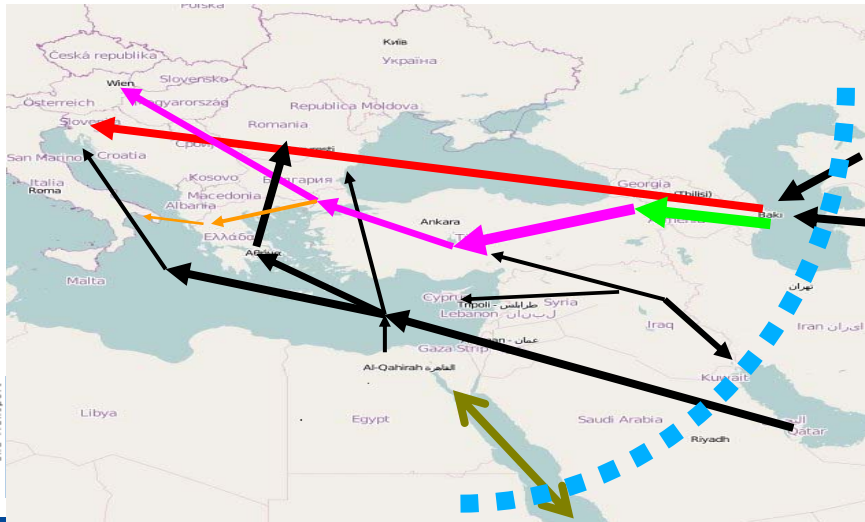 Polska
Київ
Česká republika
Україна
Slovensko
Wien
Österreich
Magyarország
Republica Moldova
Slovenia
Romania
San Marino
Croatia
Georgia
(Tbilisi)
Kosovo
България
Italia
Roma
Macedonia
Albania
Baki
Ankara
Ελλάδα
Malta
تهران
Cyprus
Tripoli - طرابلس
Syria
Lebanon لبنان
Iraq
Iran ایران
عمان
Gaza Strip
Al-Qahirah القاهرة
Kuwait
Libya
Egypt
Saudi Arabia
Qatar
Riyadh